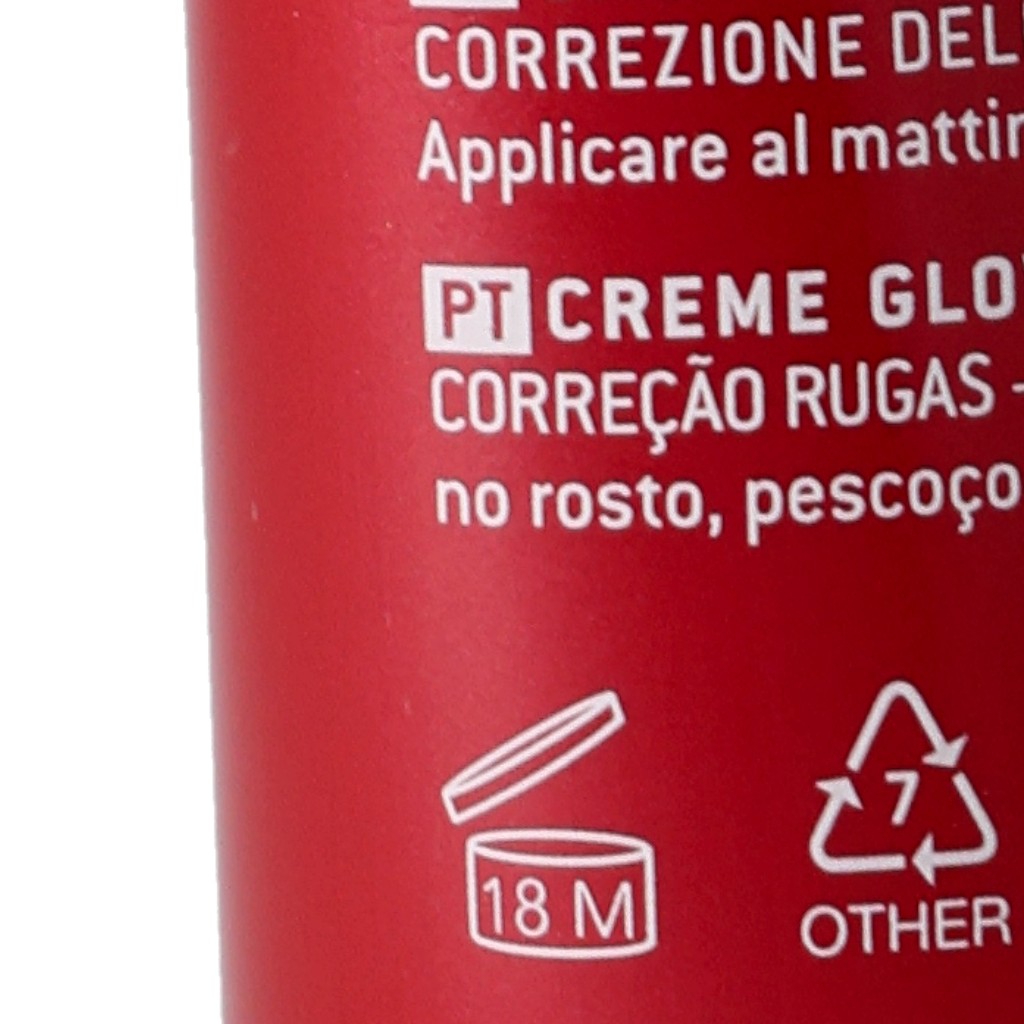 CORREZIONE DEL
Applicare al mattin
PT CREME GLO
CORREÇÃO RUGAS -
no rosto, pescoço
18 M
7
OTHER